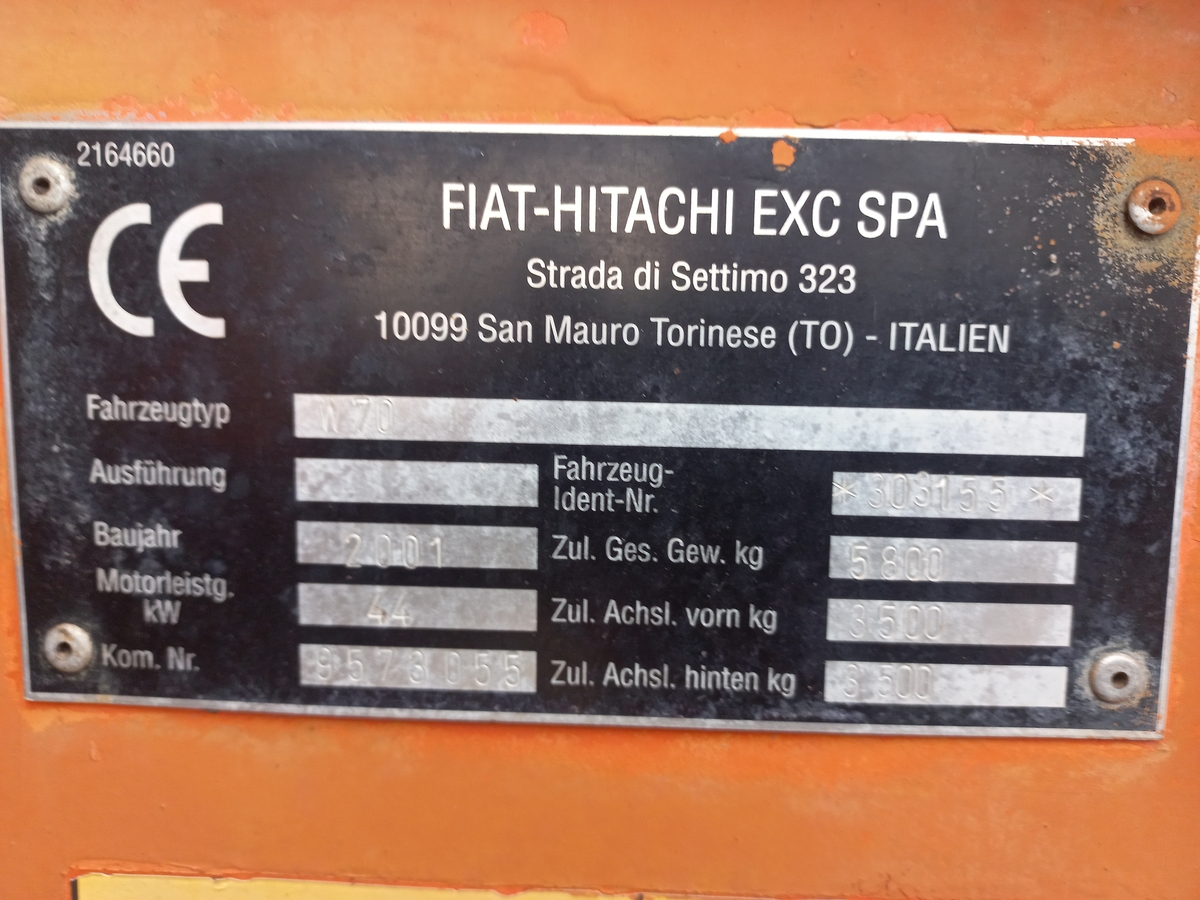 2164660
CE
FIAT-HITACHI EXC SPA
Strada di Settimo 323
10099 San Mauro Torinese (TO) - ITALIEN
Fahrzeugtyp W 70
Ausführung
Fahrzeug-
Ident-Nr. *303155*
Baujahr 2001
Zul. Ges. Gew. kg 5800
Motorleistg.
kW 44
Zul. Achsl. vorn kg 3500
Kom. Nr.
Zul. Achsl. hinten kg 3500